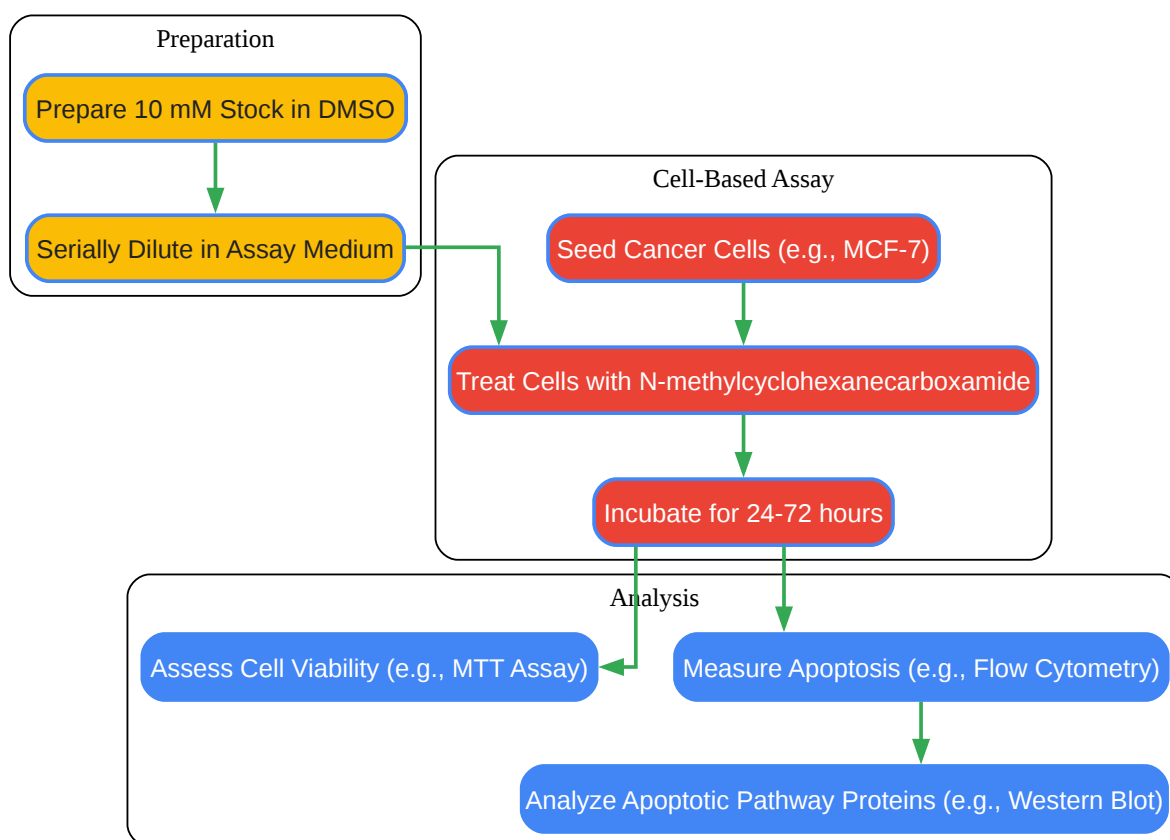 Preparation
Prepare 10 mM Stock in DMSO
Serially Dilute in Assay Medium
Cell-Based Assay
Seed Cancer Cells (e.g., MCF-7)
Treat Cells with N-methylcyclohexanecarboxamide
Incubate for 24-72 hours
Analysis
Assess Cell Viability (e.g., MTT Assay)
Measure Apoptosis (e.g., Flow Cytometry)
Analyze Apoptotic Pathway Proteins (e.g., Western Blot)